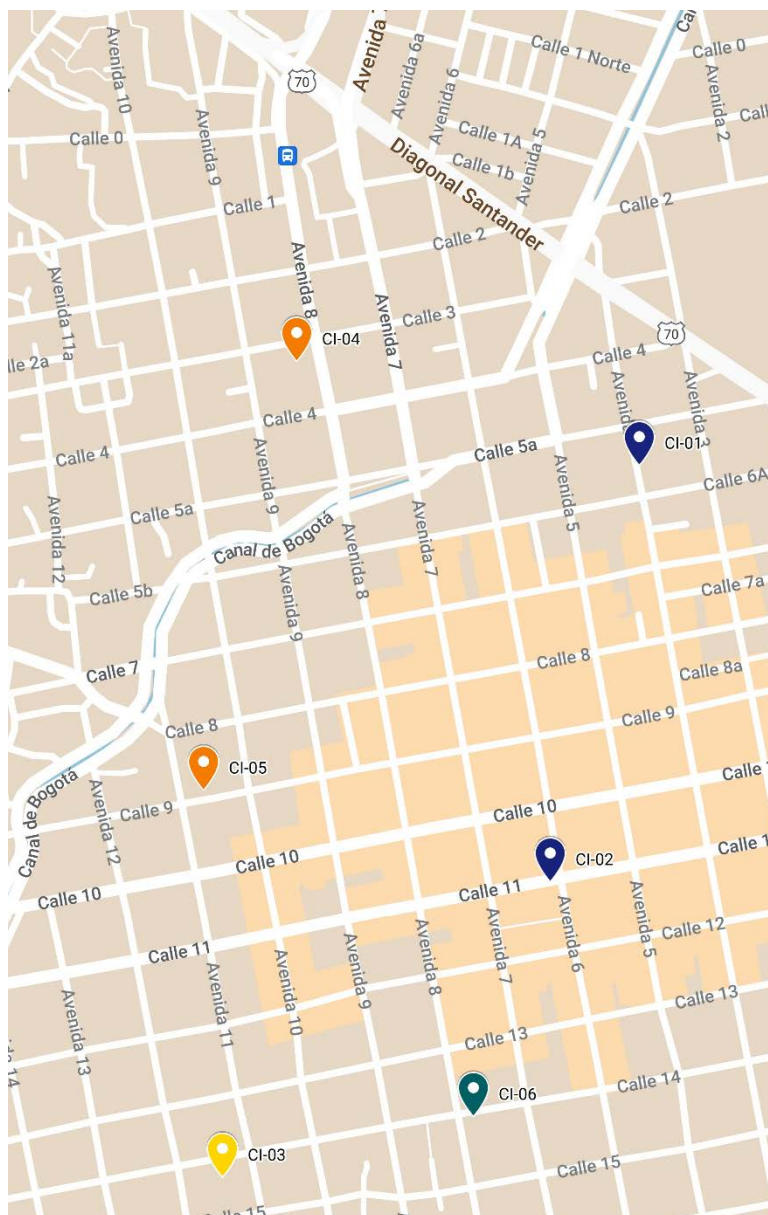 Calle 1 Norte
Calle 0
Avenida 10
Avenida 6a
Avenida 6
70
Calle 0
Avenida 9
Calle 1A
Avenida 5
Avenida 2
Calle 1b
Diagonal Santander
Calle 1
Calle 2
Calle 2
Avenida 8
Avenida 11a
Avenida 7
Calle 3
70
CI-04
Calle 4
Calle 4
Calle 4
Avenida 3
Calle 5a
CI-01
Avenida 9
Calle 5a
Calle 6A
Avenida 5
Avenida 12
Canal de Bogotá
Avenida 7
Avenida 8
Calle 5b
Calle 7a
Avenida 9
Calle 7
Calle 8
Calle 8a
Calle 8
Calle 9
CI-05
Canal de Bogotá
Calle 9
Avenida 12
Calle 10
Calle 10
CI-02
Calle 10
Calle 11
Calle 11
Avenida 5
Calle 12
Avenida 6
Avenida 7
Avenida 8
Avenida 9
Avenida 10
Avenida 11
Avenida 13
Calle 13
Calle 13
Calle 14
CI-06
CI-03
Calle 15
Calle 15